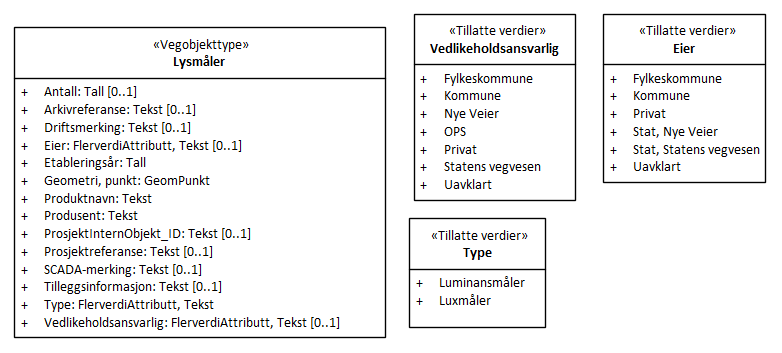 «Vegobjekttype»
Lysmåler
+ Antall: Tall [0..1]
+ Arkivreferanse: Tekst [0..1]
+ Driftsmerking: Tekst [0..1]
+ Eier: FlerverdiAttributt, Tekst [0..1]
+ Etableringsår: Tall
+ Geometri, punkt: GeomPunkt
+ Produktnavn: Tekst
+ Produsent: Tekst
+ ProsjektInternObjekt_ID: Tekst [0..1]
+ Prosjektreferanse: Tekst [0..1]
+ SCADA-merking: Tekst [0..1]
+ Tilleggsinformasjon: Tekst [0..1]
+ Type: FlerverdiAttributt, Tekst
+ Vedlikeholdsansvarlig: FlerverdiAttributt, Tekst [0..1]
«Tillatte verdier»
Vedlikeholdsansvarlig
+ Fylkeskommune
+ Kommune
+ Nye Veier
+ OPS
+ Privat
+ Statens vegvesen
+ Uavklart
«Tillatte verdier»
Eier
+ Fylkeskommune
+ Kommune
+ Privat
+ Stat, Nye Veier
+ Stat, Statens vegvesen
+ Uavklart
«Tillatte verdier»
Type
+ Luminansmåler
+ Luxmåler